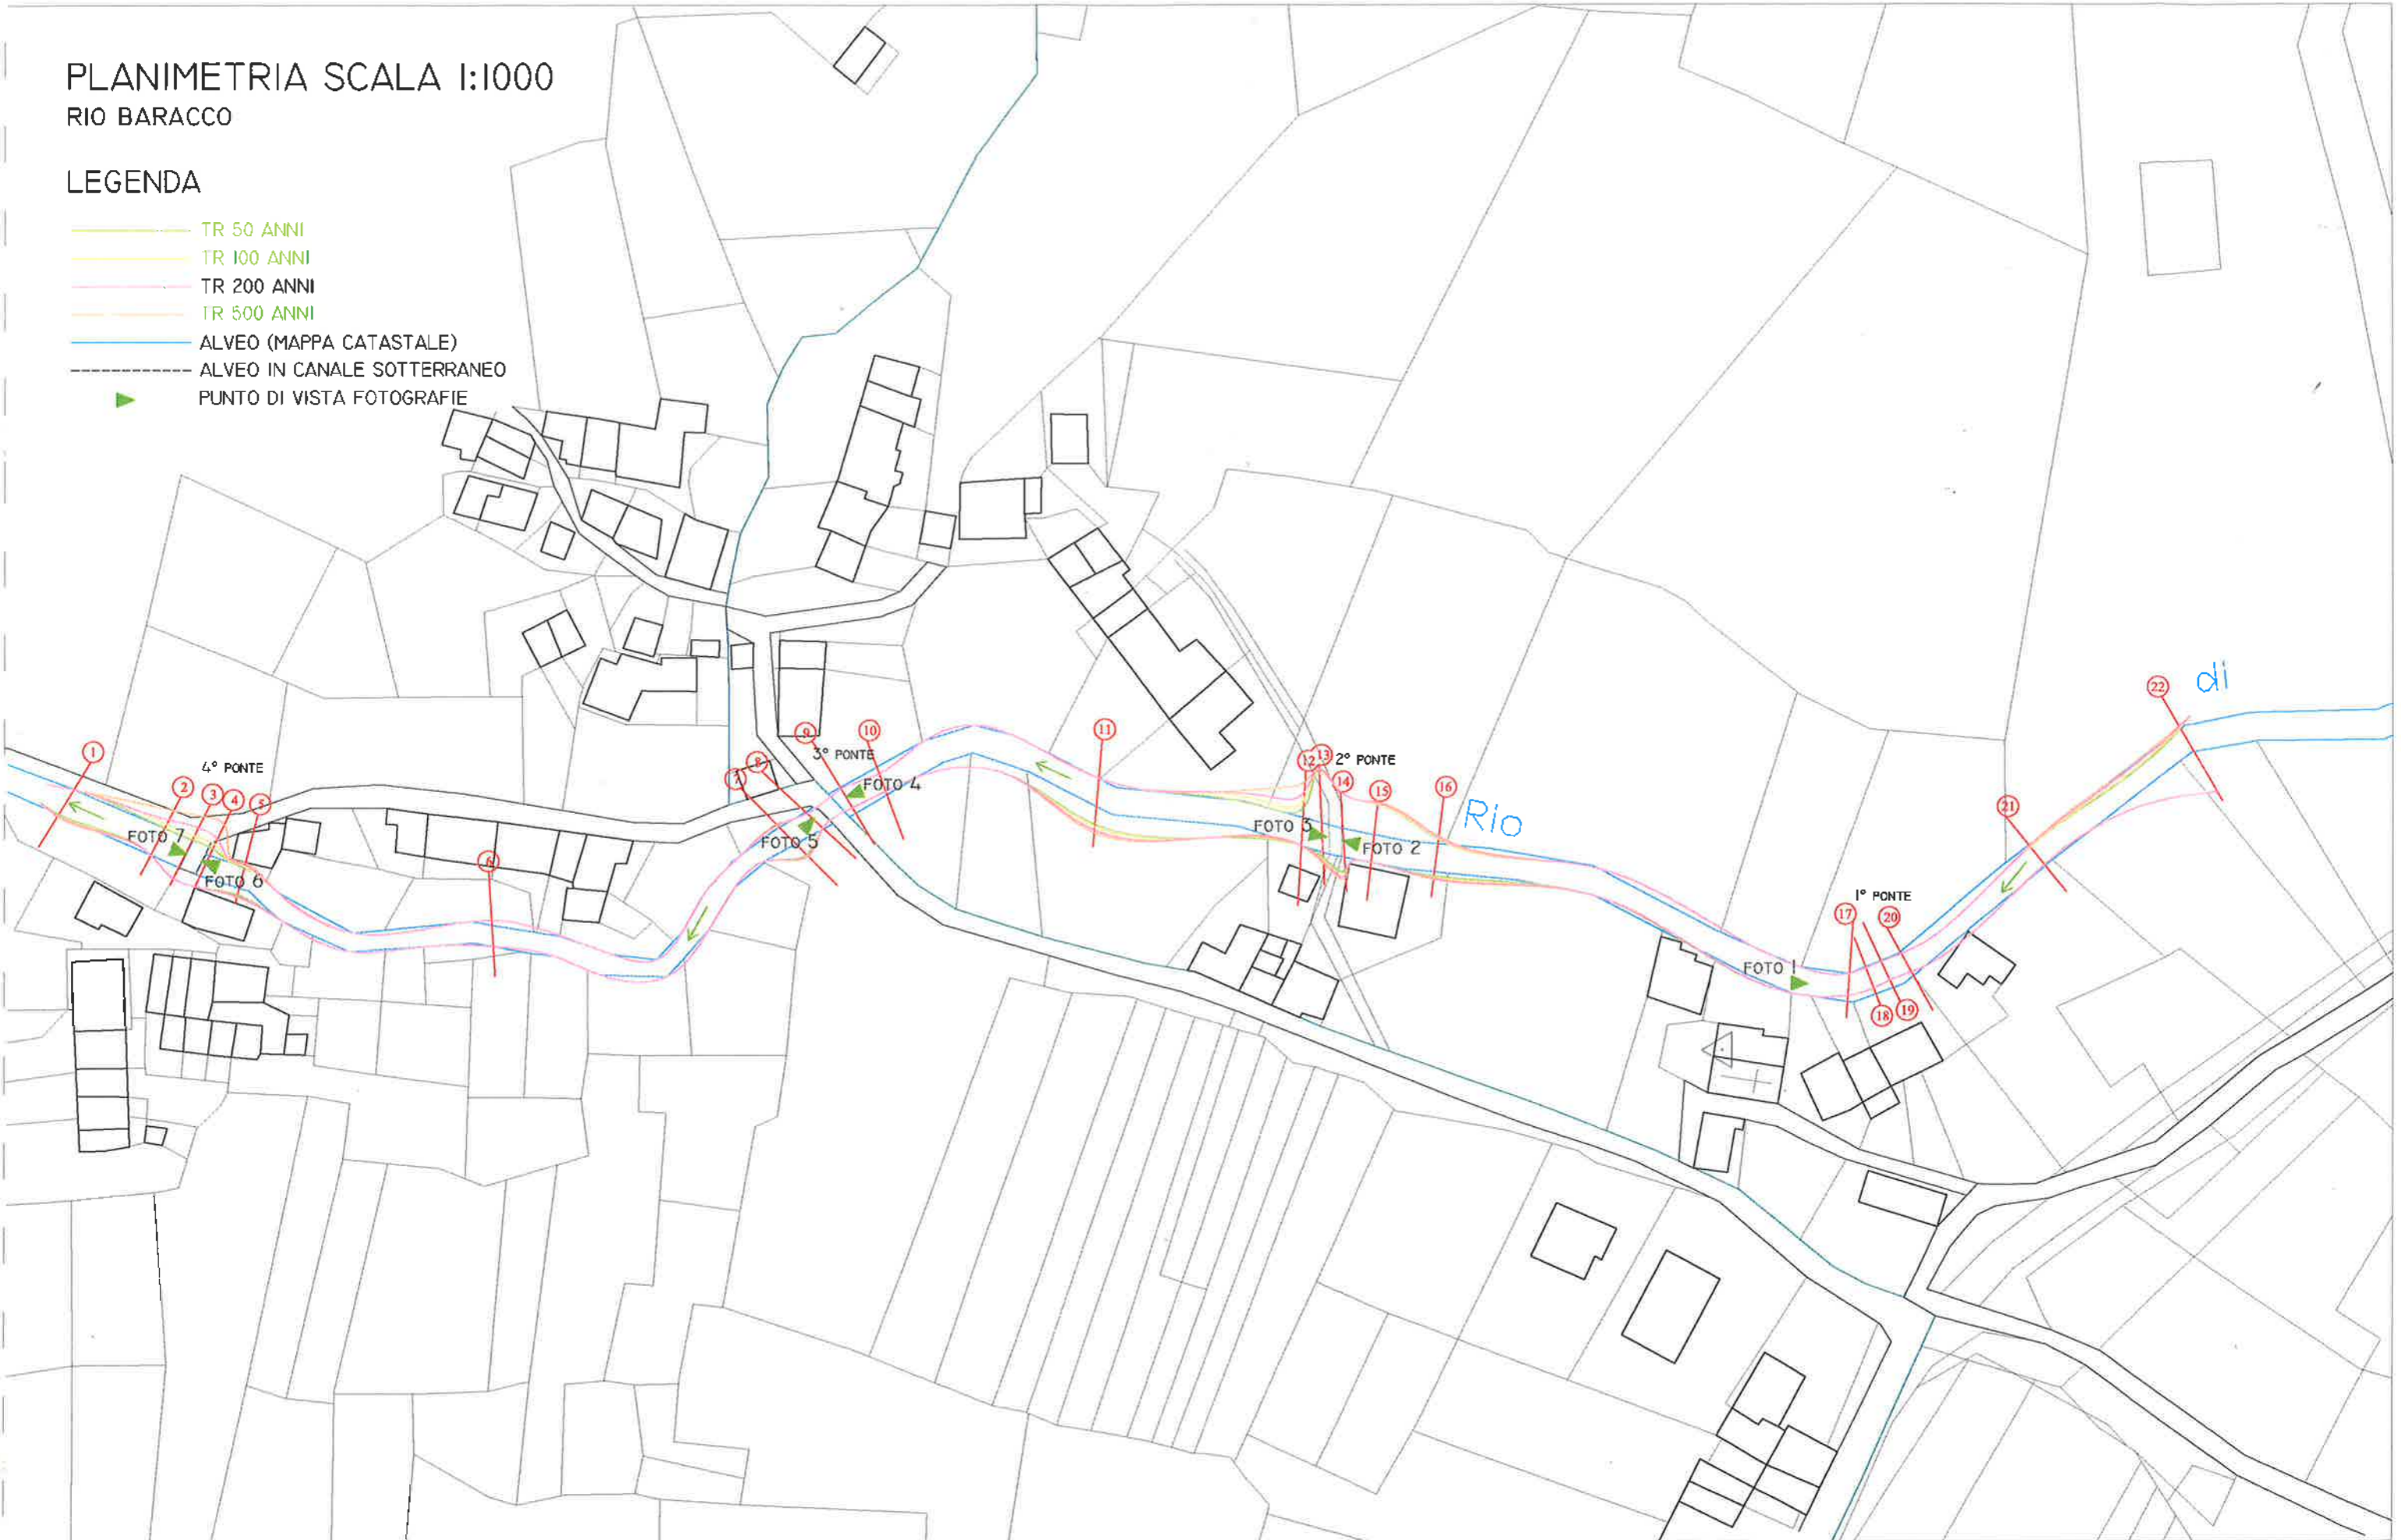 PLANIMETRIA SCALA 1:1000
RIO BARACCO
LEGENDA
TR 50 ANNI
TR 100 ANNI
TR 200 ANNI
TR 500 ANNI
ALVEO (MAPPA CATASTALE)
ALVEO IN CANALE SOTTERRANEO
PUNTO DI VISTA FOTOGRAFIE
22
di
1
2
3
4
5
4° PONTE
FOTO 7
FOTO 6
6
7
8
9
10
3° PONTE
FOTO 4
FOTO 5
11
12
13
2° PONTE
14
15
16
Rio
FOTO 3
FOTO 2
21
1° PONTE
17
20
FOTO 1
18
19